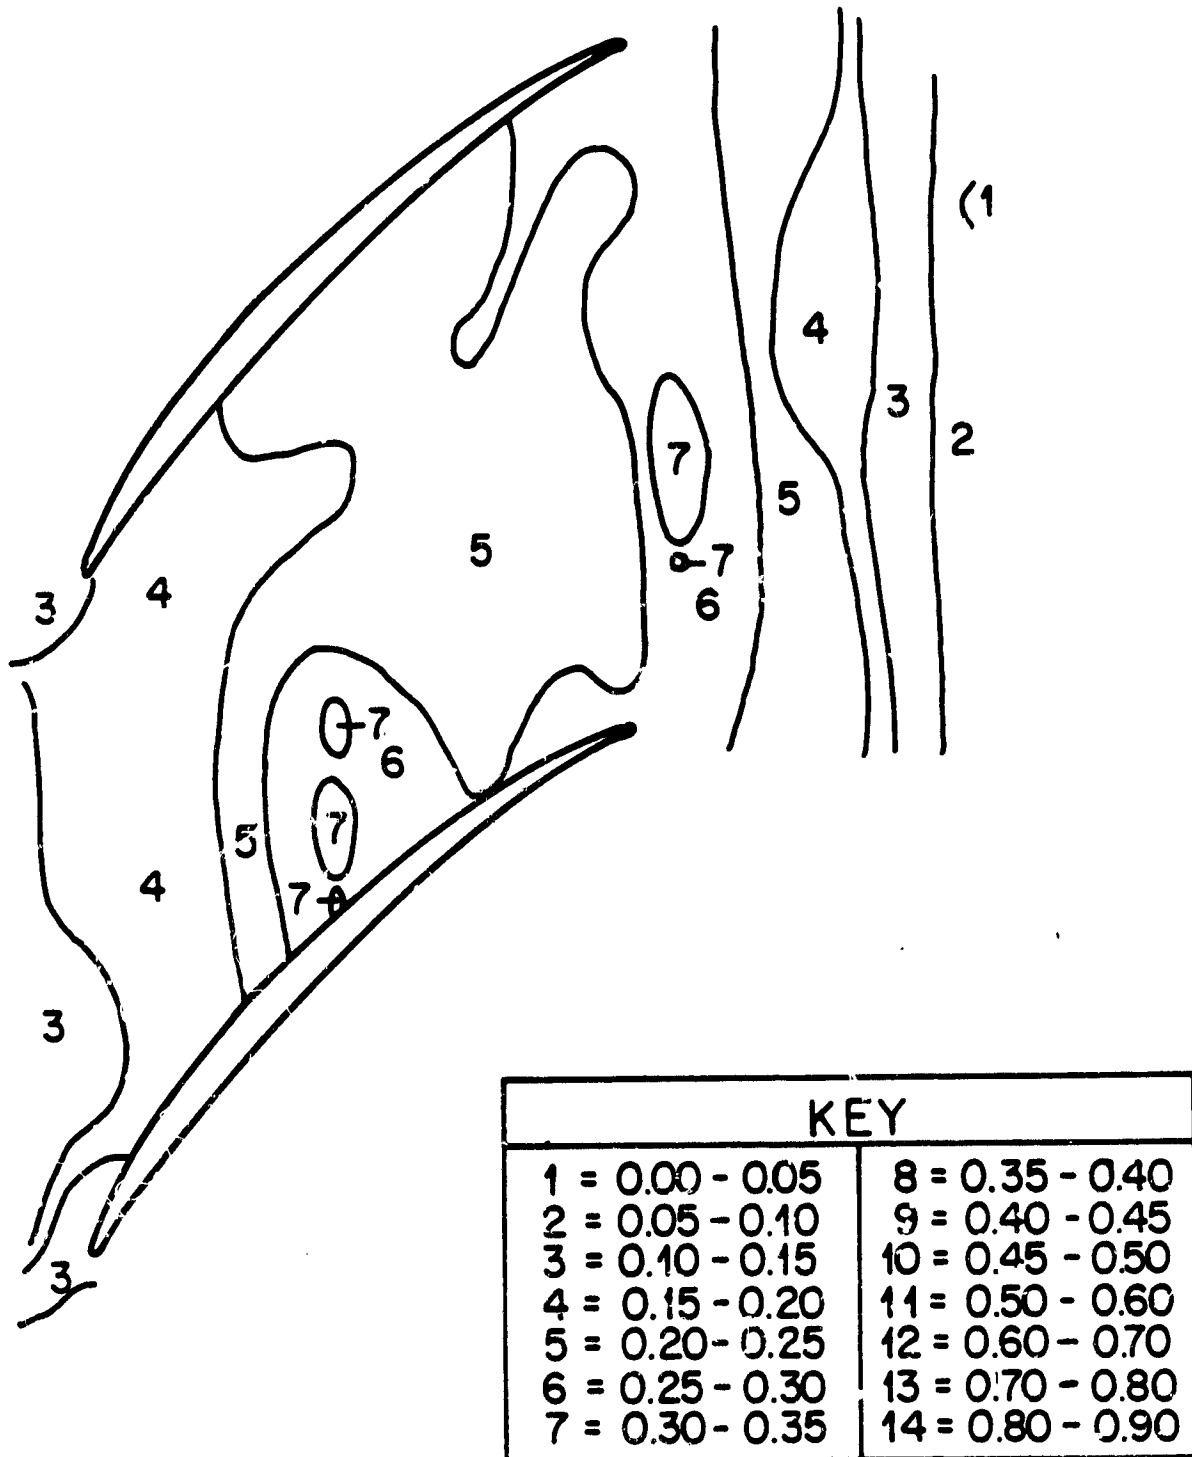 (1
4
3
2
7
5
5
7
6
4
3
7
6
7
5
4
7
3
3
KEY
1 = 0.00 - 0.05 8 = 0.35 - 0.40
2 = 0.05 - 0.10 9 = 0.40 - 0.45
3 = 0.10 - 0.15 10 = 0.45 - 0.50
4 = 0.15 - 0.20 11 = 0.50 - 0.60
5 = 0.20 - 0.25 12 = 0.60 - 0.70
6 = 0.25 - 0.30 13 = 0.70 - 0.80
7 = 0.30 - 0.35 14 = 0.80 - 0.90